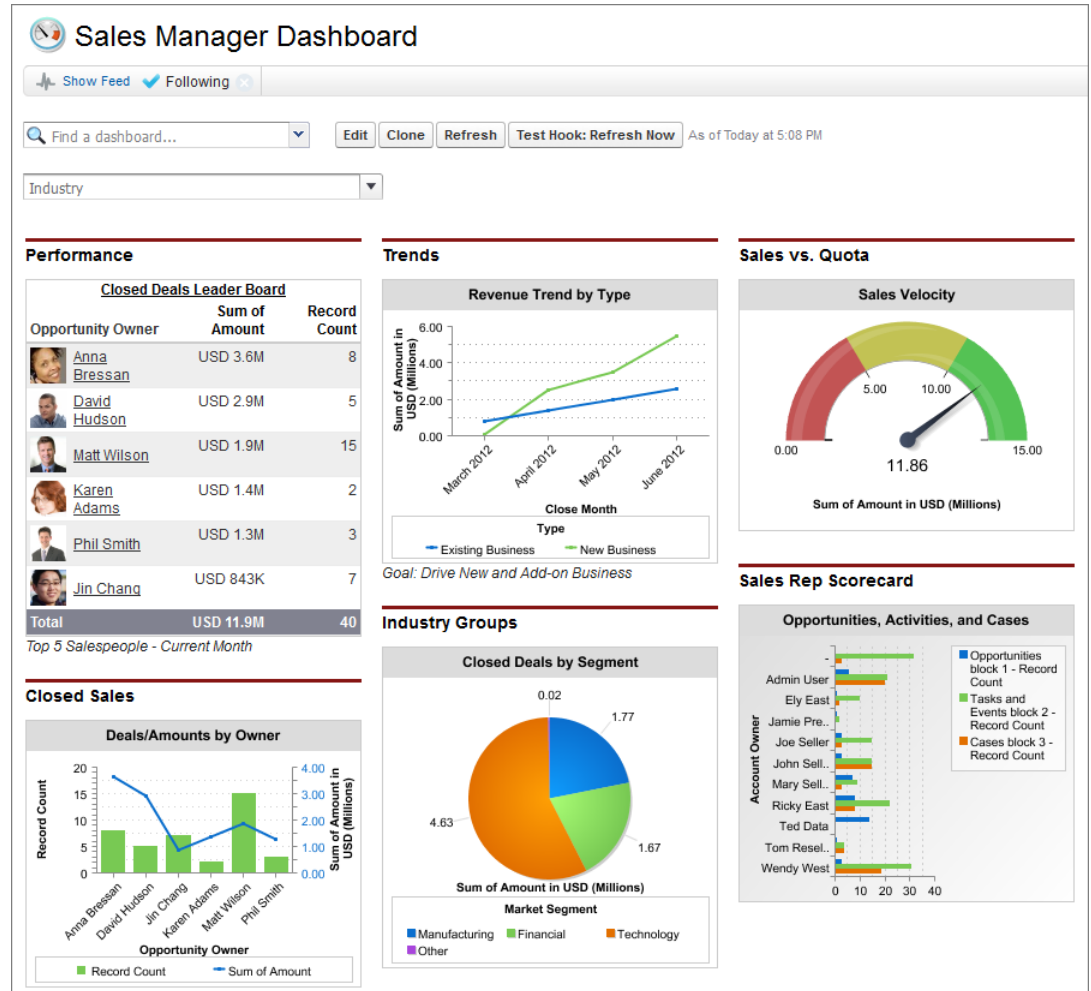 Sales Manager Dashboard
Show Feed Following
Find a dashboard...
Edit Clone Refresh Test Hook: Refresh Now As of Today at 5:08 PM
Industry
Performance
Closed Deals Leader Board
Opportunity Owner Sum of Amount Record Count
Anna Bressan USD 3.6M 8
David Hudson USD 2.9M 5
Matt Wilson USD 1.9M 15
Karen Adams USD 1.4M 2
Phil Smith USD 1.3M 3
Jin Chang USD 843K 7
Total USD 11.9M 40
Top 5 Salespeople - Current Month
Closed Sales
Deals/Amounts by Owner
Record Count
20
15
10
5
0
4.00
3.00
2.00
1.00
0.00
Sum of Amount in
USD (Millions)
Anna Bressan
David Hudson
Jin Chang
Karen Adams
Matt Wilson
Phil Smith
Opportunity Owner
Record Count Sum of Amount
Trends
Revenue Trend by Type
Sum of Amount in
USD (Millions)
6.00
4.00
2.00
0.00
March 2012
April 2012
May 2012
June 2012
Close Month
Type
Existing Business New Business
Goal: Drive New and Add-on Business
Industry Groups
Closed Deals by Segment
0.02
1.77
1.67
4.63
Sum of Amount in USD (Millions)
Market Segment
Manufacturing Financial Technology
Other
Sales vs. Quota
Sales Velocity
0.00
5.00
10.00
15.00
11.86
Sum of Amount in USD (Millions)
Sales Rep Scorecard
Opportunities, Activities, and Cases
Account Owner
-
Admin User
Ely East
Jamie Pre..
Joe Seller
John Sell..
Mary Sell..
Ricky East
Ted Data
Tom Resel..
Wendy West
0 10 20 30 40
Opportunities
block 1 - Record
Count
Tasks and
Events block 2 -
Record Count
Cases block 3 -
Record Count